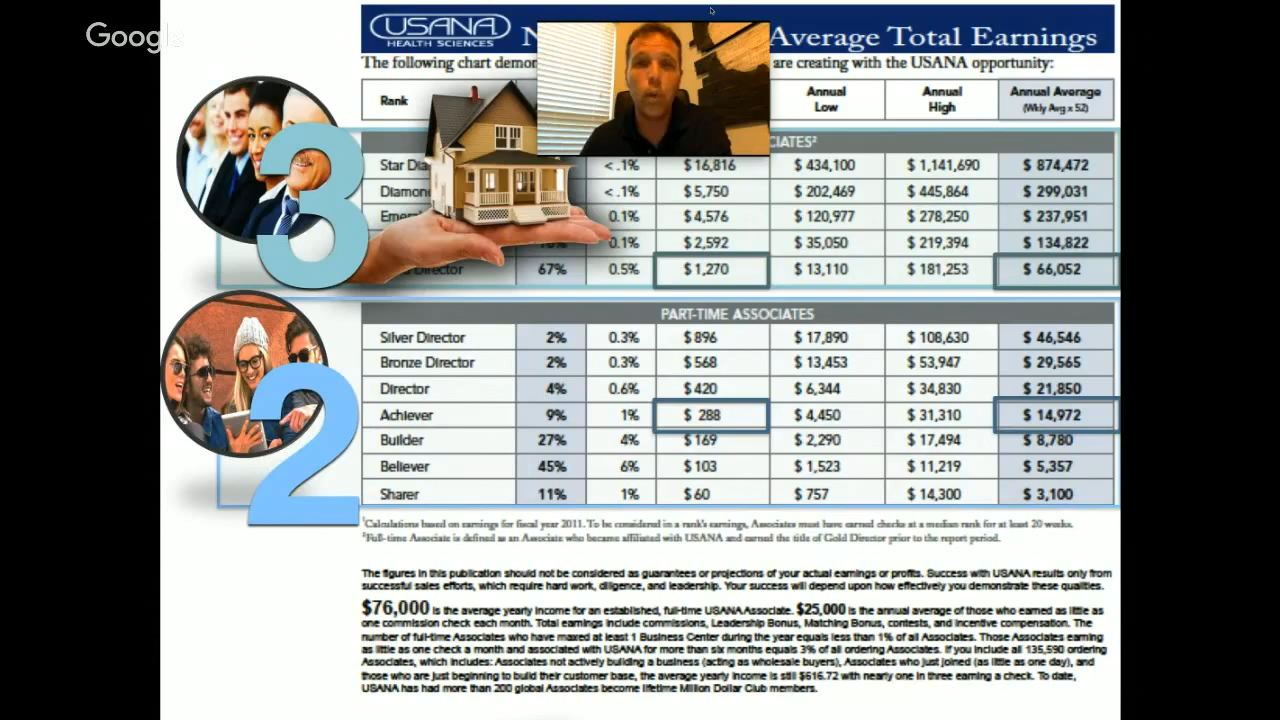 Google
USANA
HEALTH SCIENCES
Average Total Earnings
The following chart are creating with the USANA opportunity:
Rank Annual Low Annual High Annual Average (Wkly Avg x 52)
Star < .1% $ 16,816 $ 434,100 $ 1,141,690 $ 874,472
3
< .1% $ 5,750 $ 202,469 $ 445,864 $ 299,031
0.1% $ 4,576 $ 120,977 $ 278,250 $ 237,951
0.1% $ 2,592 $ 35,050 $ 219,394 $ 134,822
Director 67% 0.5% $ 1,270 $ 13,110 $ 181,253 $ 66,052
PART-TIME ASSOCIATES
Silver Director 2% 0.3% $ 896 $ 17,890 $ 108,630 $ 46,546
Bronze Director 2% 0.3% $ 568 $ 13,453 $ 53,947 $ 29,565
Director 4% 0.6% $ 420 $ 6,344 $ 34,830 $ 21,850
2
Achiever 9% 1% $ 288 $ 4,450 $ 31,310 $ 14,972
Builder 27% 4% $ 169 $ 2,290 $ 17,494 $ 8,780
Believer 45% 6% $ 103 $ 1,523 $ 11,219 $ 5,357
Sharer 11% 1% $ 60 $ 757 $ 14,300 $ 3,100
¹Calculations based on earnings for fiscal year 2011. To be considered in a rank's earnings, Associates must have earned checks at a median rank for at least 20 weeks.
²Full-time Associate is defined as an Associate who became affiliated with USANA and earned the title of Gold Director prior to the report period.
The figures in this publication should not be considered as guarantees or projections of your actual earnings or profits. Success with USANA results only from
successful sales efforts, which require hard work, diligence, and leadership. Your success will depend upon how effectively you demonstrate these qualities.
$76,000 is the average yearly income for an established, full-time USANA Associate. $25,000 is the annual average of those who earned as little as
one commission check each month. Total earnings include commissions, Leadership Bonus, Matching Bonus, contests, and incentive compensation. The
number of full-time Associates who have maxed at least 1 Business Center during the year equals less than 1% of all Associates. Those Associates earning
as little as one check a month and associated with USANA for more than six months equals 3% of all ordering Associates. If you include all 135,590 ordering
Associates, which includes: Associates not actively building a business (acting as wholesale buyers), Associates who just joined (as little as one day), and
those who are just beginning to build their customer base, the average yearly income is still $616.72 with nearly one in three earning a check. To date,
USANA has had more than 200 global Associates become lifetime Million Dollar Club members.